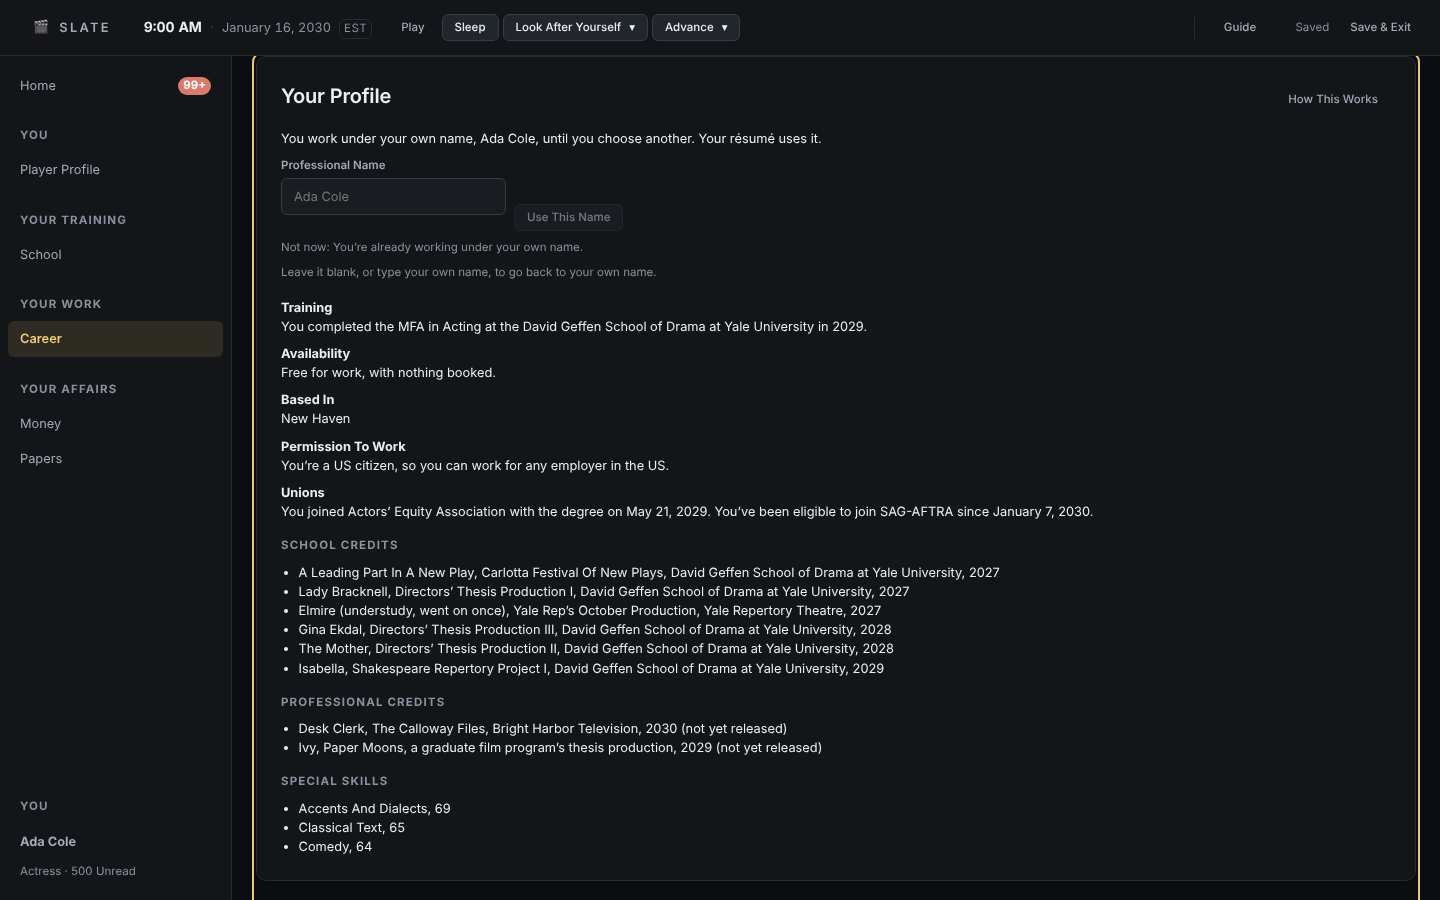 SLATE
9:00 AM · January 16, 2030 EST
Play
Sleep
Look After Yourself ▾
Advance ▾
Guide
Saved
Save & Exit
Home
99+
YOU
Player Profile
YOUR TRAINING
School
YOUR WORK
Career
YOUR AFFAIRS
Money
Papers
YOU
Ada Cole
Actress · 500 Unread
Your Profile
How This Works
You work under your own name, Ada Cole, until you choose another. Your résumé uses it.
Professional Name
Ada Cole
Use This Name
Not now: You’re already working under your own name.
Leave it blank, or type your own name, to go back to your own name.
Training
You completed the MFA in Acting at the David Geffen School of Drama at Yale University in 2029.
Availability
Free for work, with nothing booked.
Based In
New Haven
Permission To Work
You’re a US citizen, so you can work for any employer in the US.
Unions
You joined Actors’ Equity Association with the degree on May 21, 2029. You’ve been eligible to join SAG-AFTRA since January 7, 2030.
SCHOOL CREDITS
• A Leading Part In A New Play, Carlotta Festival Of New Plays, David Geffen School of Drama at Yale University, 2027
• Lady Bracknell, Directors’ Thesis Production I, David Geffen School of Drama at Yale University, 2027
• Elmire (understudy, went on once), Yale Rep’s October Production, Yale Repertory Theatre, 2027
• Gina Ekdal, Directors’ Thesis Production III, David Geffen School of Drama at Yale University, 2028
• The Mother, Directors’ Thesis Production II, David Geffen School of Drama at Yale University, 2028
• Isabella, Shakespeare Repertory Project I, David Geffen School of Drama at Yale University, 2029
PROFESSIONAL CREDITS
• Desk Clerk, The Calloway Files, Bright Harbor Television, 2030 (not yet released)
• Ivy, Paper Moons, a graduate film program’s thesis production, 2029 (not yet released)
SPECIAL SKILLS
• Accents And Dialects, 69
• Classical Text, 65
• Comedy, 64